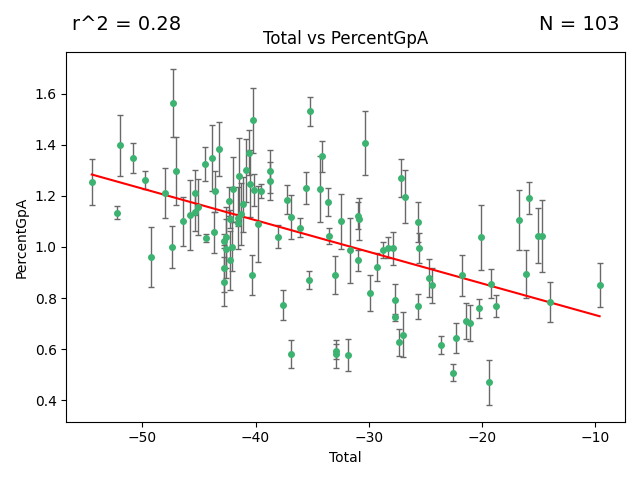 r^2 = 0.28
N = 103
Total vs PercentGpA
PercentGpA
1.6
1.4
1.2
1.0
0.8
0.6
0.4
−50
−40
−30
−20
−10
Total